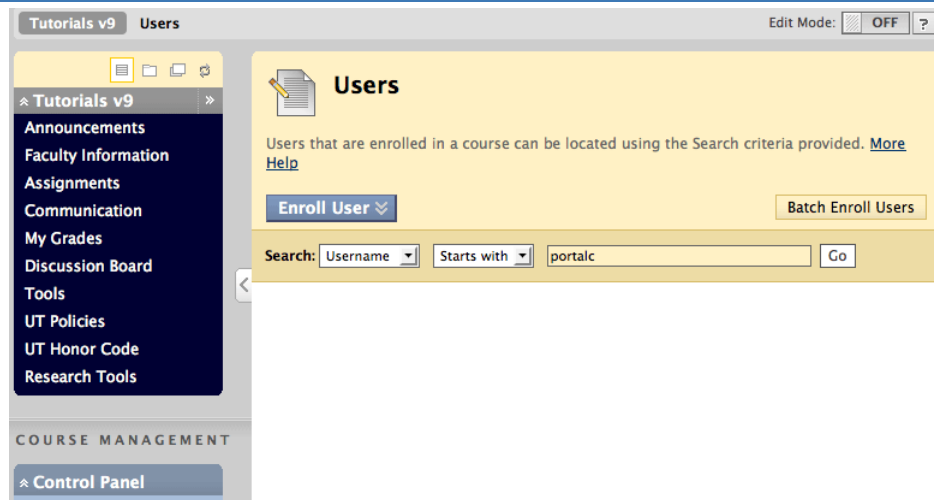 Tutorials v9 Users Edit Mode: OFF ?
Tutorials v9
Announcements
Faculty Information
Assignments
Communication
My Grades
Discussion Board
Tools
UT Policies
UT Honor Code
Research Tools
COURSE MANAGEMENT
Control Panel
Users
Users that are enrolled in a course can be located using the Search criteria provided. More
Help
Enroll User Batch Enroll Users
Search: Username Starts with portalc Go